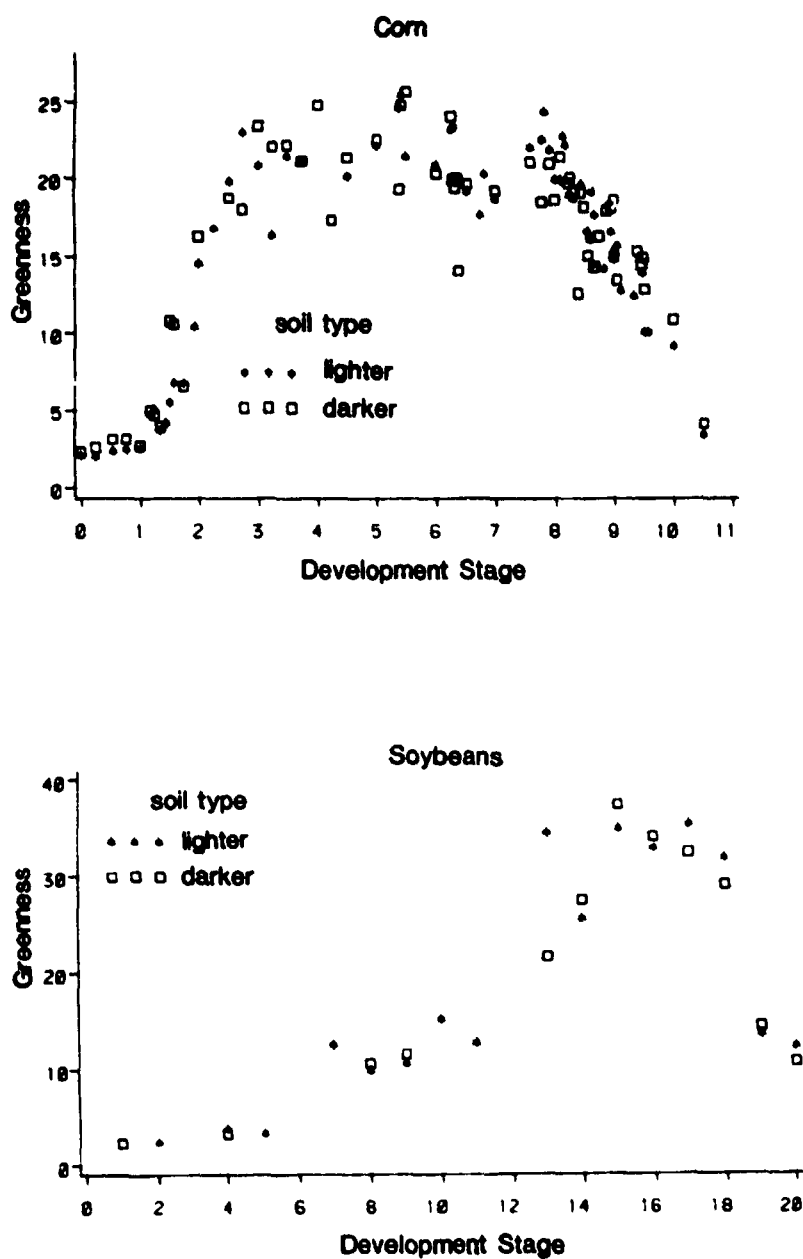 Corn
25
20
15
10
5
0
Greenness
soil type
lighter
darker
0 1 2 3 4 5 6 7 8 9 10 11
Development Stage
Soybeans
40
30
20
10
0
Greenness
soil type
lighter
darker
0 2 4 6 8 10 12 14 16 18 20
Development Stage